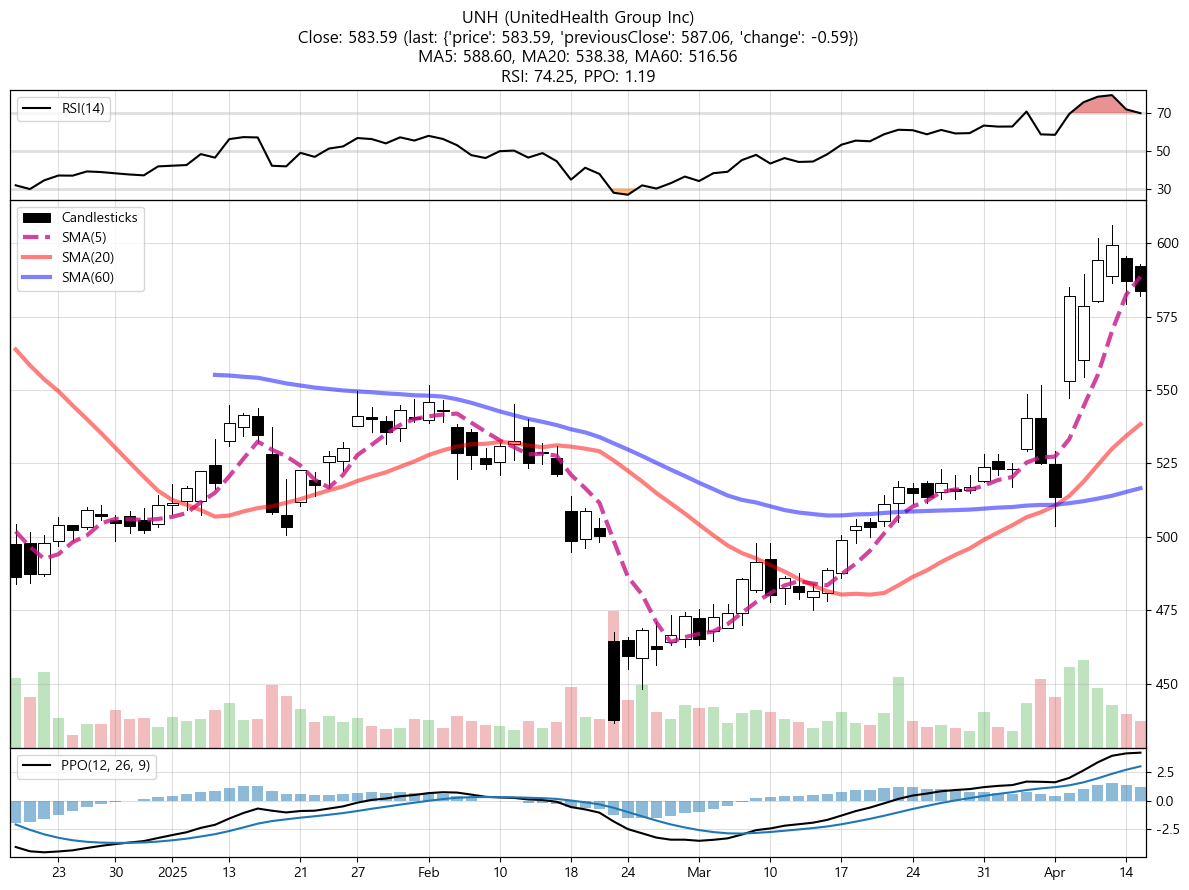 UNH (UnitedHealth Group Inc)
Close: 583.59 (last: {'price': 583.59, 'previousClose': 587.06, 'change': -0.59})
MA5: 588.60, MA20: 538.38, MA60: 516.56
RSI: 74.25, PPO: 1.19
RSI(14)
70
50
30
Candlesticks
SMA(5)
SMA(20)
SMA(60)
600
575
550
525
500
475
450
PPO(12, 26, 9)
2.5
0.0
−2.5
23 30 2025 13 21 27 Feb 10 18 24 Mar 10 17 24 31 Apr 14